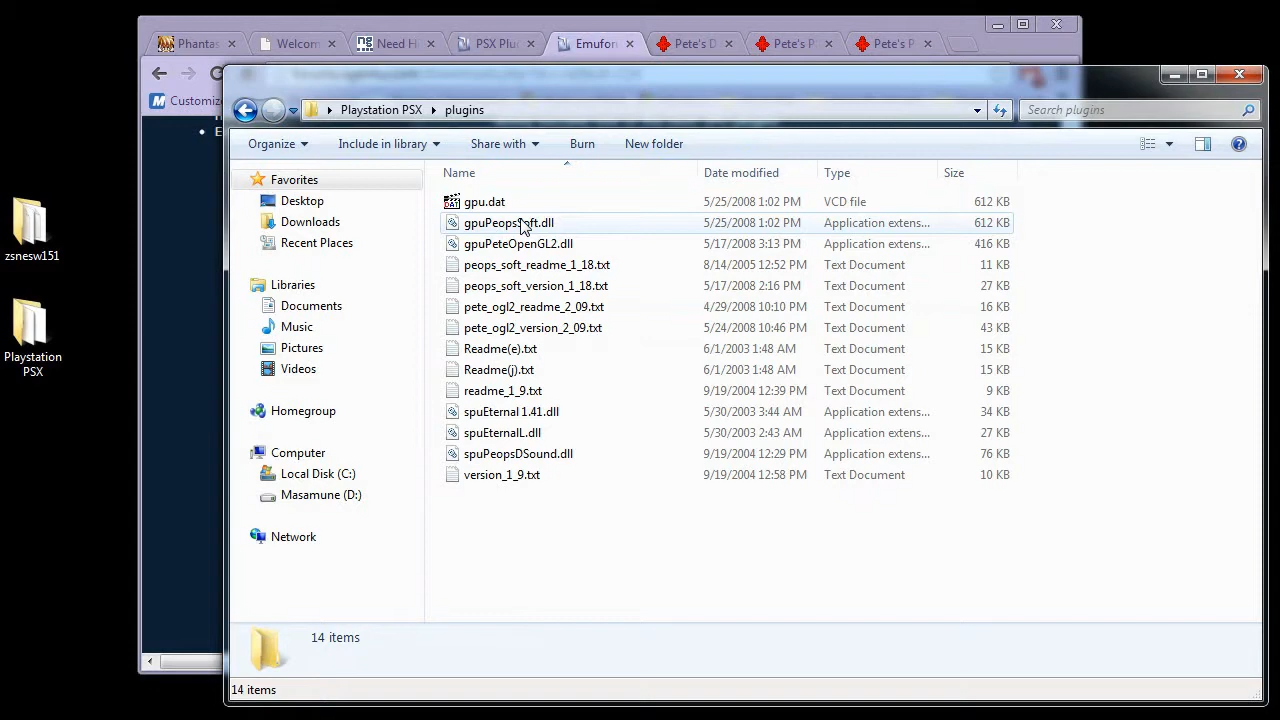 Phantas
Welcom
Need H
PSX Plu
Emufor
Pete's D
Pete's P
Pete's P
Customize
Playstation PSX
plugins
Search plugins
Organize
Include in library
Share with
Burn
New folder
Name
Date modified
Type
Size
Favorites
Desktop
Downloads
Recent Places
Libraries
Documents
Music
Pictures
Videos
Homegroup
Computer
Local Disk (C:)
Masamune (D:)
Network
gpu.dat 5/25/2008 1:02 PM VCD file 612 KB
gpuPeopsSoft.dll 5/25/2008 1:02 PM Application extens... 612 KB
gpuPeteOpenGL2.dll 5/17/2008 3:13 PM Application extens... 416 KB
peops_soft_readme_1_18.txt 8/14/2005 12:52 PM Text Document 11 KB
peops_soft_version_1_18.txt 5/17/2008 2:16 PM Text Document 27 KB
pete_ogl2_readme_2_09.txt 4/29/2008 10:10 PM Text Document 16 KB
pete_ogl2_version_2_09.txt 5/24/2008 10:46 PM Text Document 43 KB
Readme(e).txt 6/1/2003 1:48 AM Text Document 15 KB
Readme(j).txt 6/1/2003 1:48 AM Text Document 15 KB
readme_1_9.txt 9/19/2004 12:39 PM Text Document 9 KB
spuEternal 1.41.dll 5/30/2003 3:44 AM Application extens... 34 KB
spuEternalL.dll 5/30/2003 2:43 AM Application extens... 27 KB
spuPeopsDSound.dll 9/19/2004 12:29 PM Application extens... 76 KB
version_1_9.txt 9/19/2004 12:58 PM Text Document 10 KB
14 items
14 items
zsnesw151
Playstation
PSX